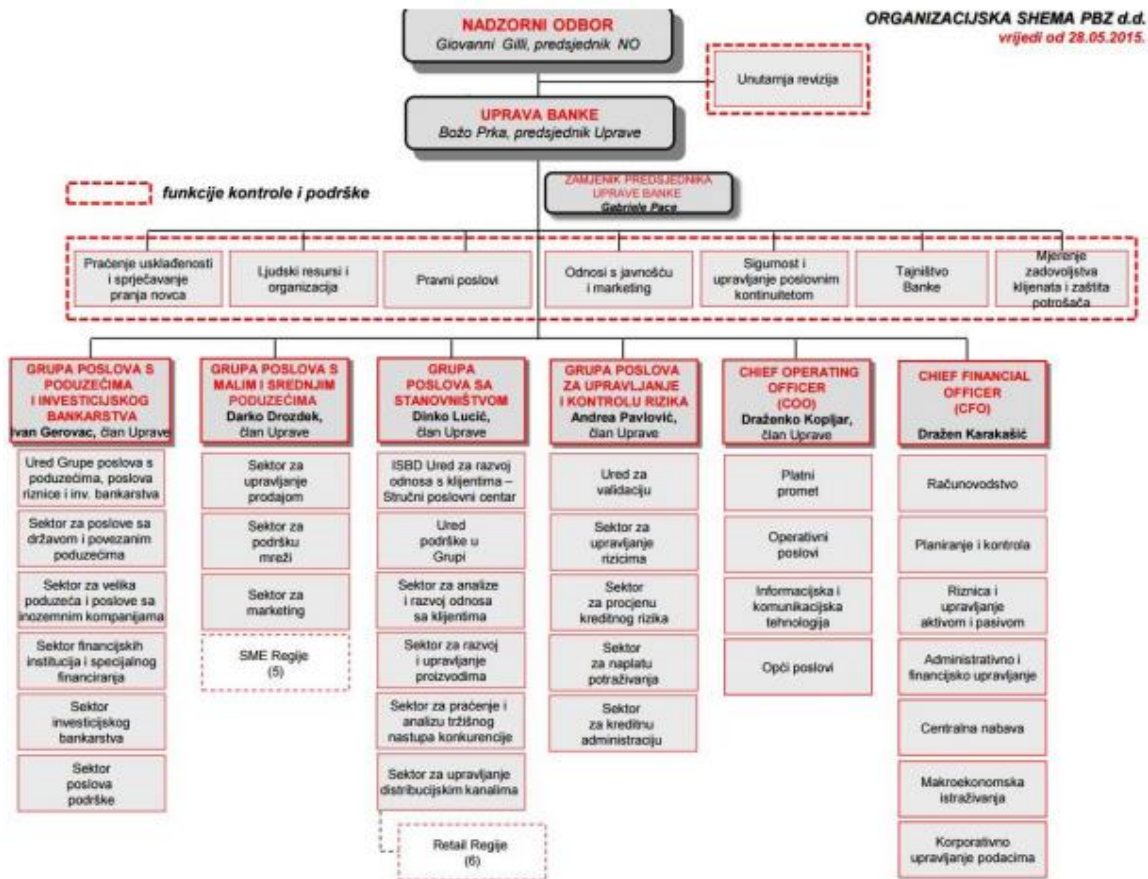 NADZORNI ODBOR
Giovanni Gilli, predsjednik NO
ORGANIZACIJSKA SHEMA PBZ d.d.
vrijedi od 28.05.2015.
Unutarnja revizija
UPRAVA BANKE
Božo Prka, predsjednik Uprave
funkcije kontrole i podrške
ZAMJENIK PREDSJEDNIKA
UPRAVE BANKE
Gabriele Pace
Praćenje usklađenosti
i sprječavanje
pranja novca
Ljudski resursi i
organizacija
Pravni poslovi
Odnosi s javnošću
i marketing
Sigurnost i
upravljanje poslovnim
kontinuitetom
Tajništvo
Banke
Mjerenje
zadovoljstva
klijenata i zaštita
potrošača
GRUPA POSLOVA S
PODUZEĆIMA
I INVESTICIJSKOG
BANKARSTVA
Ivan Gerovac, član Uprave
Ured Grupe poslova s
poduzećima, poslova
riznice i inv. bankarstva
Sektor za poslove sa
državom i povezanim
poduzećima
Sektor za velika
poduzeća i poslove sa
inozemnim kompanijama
Sektor financijskih
institucija i specijalnog
financiranja
Sektor
investicijskog
bankarstva
Sektor
poslova
podrške
GRUPA POSLOVA S
MALIM I SREDNJIM
PODUZEĆIMA
Darko Drozdek,
član Uprave
Sektor za
upravljanje
prodajom
Sektor za
podršku
mreži
Sektor za
marketing
SME Regije
(5)
GRUPA
POSLOVA SA
STANOVNIŠTVOM
Dinko Lucić,
član Uprave
ISBD Ured za razvoj
odnosa s klijentima –
Stručni poslovni centar
Ured
podrške u
Grupi
Sektor za analize
i razvoj odnosa
sa klijentima
Sektor za razvoj
i upravljanje
proizvodima
Sektor za praćenje i
analizu tržišnog
nastupa konkurencije
Sektor za upravljanje
distribucijskim kanalima
Retail Regije
(6)
GRUPA POSLOVA
ZA UPRAVLJANJE
I KONTROLU RIZIKA
Andrea Pavlović,
član Uprave
Ured za
validaciju
Sektor za
upravljanje
rizicima
Sektor
za procjenu
kreditnog rizika
Sektor
za naplatu
potraživanja
Sektor
za kreditnu
administraciju
CHIEF OPERATING
OFFICER
(COO)
Draženko Kopljar,
član Uprave
Platni
promet
Operativni
poslovi
Informacijska i
komunikacijska
tehnologija
Opći poslovi
CHIEF FINANCIAL
OFFICER
(CFO)
Dražen Karakašić
Računovodstvo
Planiranje i kontrola
Riznica i
upravljanje
aktivom i pasivom
Administrativno i
financijsko upravljanje
Centralna nabava
Makroekonomska
istraživanja
Korporativno
upravljanje podacima